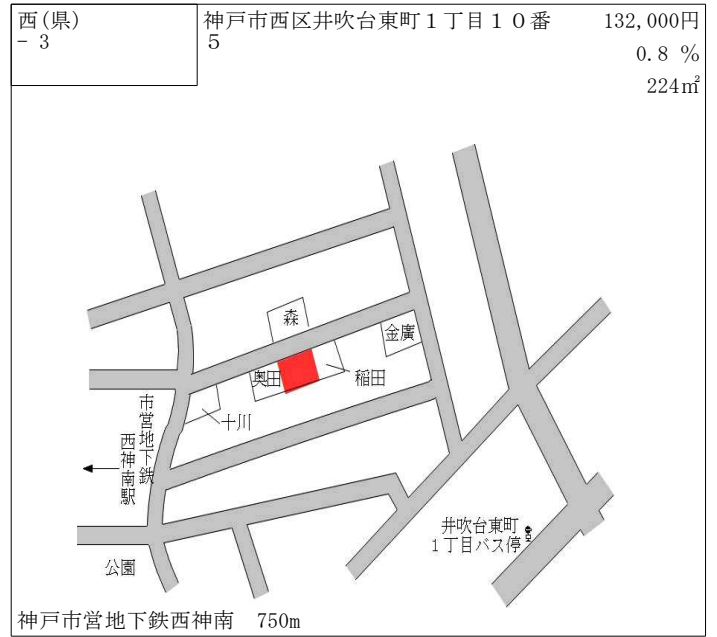 西(県)
- 3
神戸市西区井吹台東町１丁目１０番
５
132,000円
0.8 %
224㎡
森
金廣
奥田
稲田
十川
市営地下鉄
西神南駅
井吹台東町
１丁目バス停
公園
神戸市営地下鉄西神南　750m